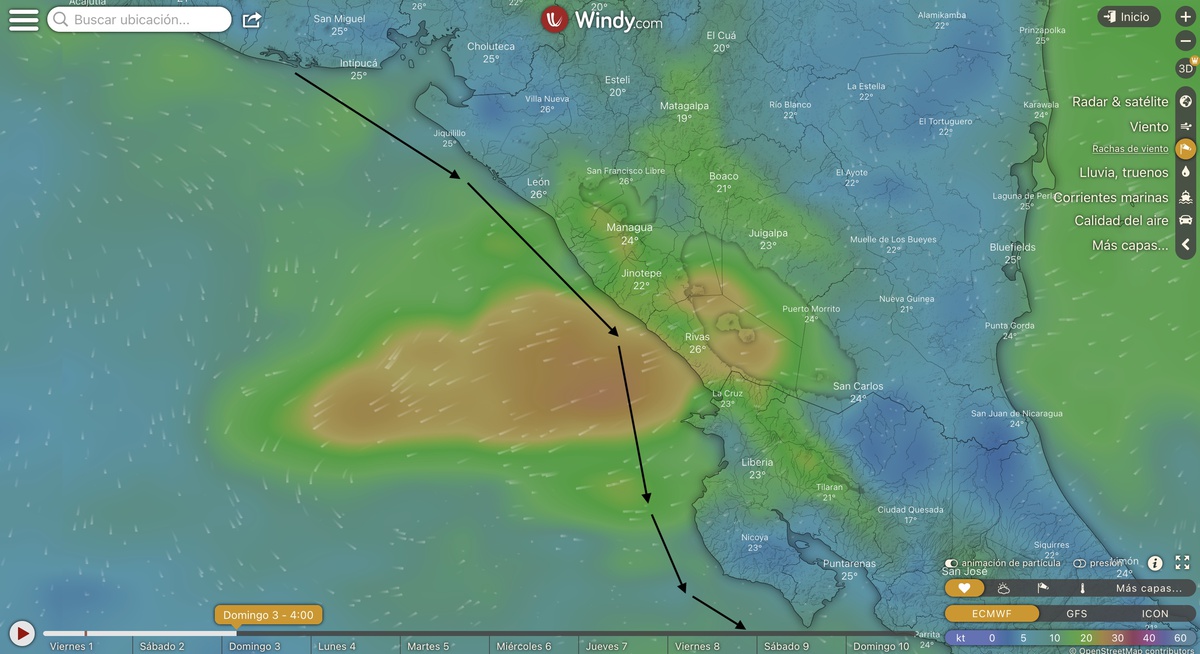 Acajutla
26°
22°
20°
Buscar ubicación...
San Miguel
25°
Windy.com
Inicio
Alamikamba
22°
Prinzapolka
25°
El Cuá
20°
Choluteca
25°
Intipucá
25°
3D
Estelí
20°
La Estella
22°
Villa Nueva
26°
Matagalpa
19°
Río Blanco
22°
Karawala
24°
Radar & satélite
El Tortuguero
22°
Viento
Jiquilillo
25°
Rachas de viento
San Francisco Libre
26°
Boaco
21°
El Ayote
22°
Lluvia, truenos
León
26°
Laguna de Perla
25°
Corrientes marinas
Calidad del aire
Managua
24°
Juigalpa
23°
Muelle de Los Bueyes
22°
Bluefields
25°
Más capas...
Jinotepe
22°
Puerto Morrito
24°
Nueva Guinea
21°
Punta Gorda
24°
Rivas
26°
La Cruz
23°
San Carlos
24°
San Juan de Nicaragua
24°
Liberia
23°
Tilaran
21°
Ciudad Quesada
17°
Nicoya
23°
Siquirres
22°
Puntarenas
25°
Limón
24°
animación de partícula
presión
San José
Más capas...
ECMWF
GFS
ICON
21°
Parrita
24°
kt 0 5 10 20 30 40 60
© OpenStreetMap contributors
Domingo 3 - 4:00
Viernes 1
Sábado 2
Domingo 3
Lunes 4
Martes 5
Miércoles 6
Jueves 7
Viernes 8
Sábado 9
Domingo 10